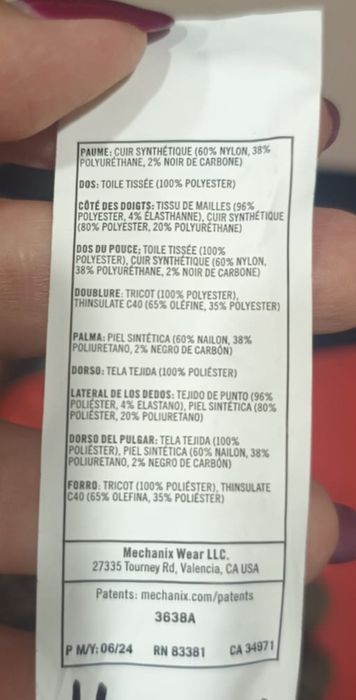 PAUME: CUIR SYNTHÉTIQUE (60% NYLON, 38%
POLYURÉTHANE, 2% NOIR DE CARBONE)
DOS: TOILE TISSÉE (100% POLYESTER)
CÔTÉ DES DOIGTS: TISSU DE MAILLES (96%
POLYESTER, 4% ÉLASTHANNE), CUIR SYNTHÉTIQUE
(80% POLYESTER, 20% POLYURÉTHANE)
DOS DU POUCE: TOILE TISSÉE (100%
POLYESTER), CUIR SYNTHÉTIQUE (60% NYLON,
38% POLYURÉTHANE, 2% NOIR DE CARBONE)
DOUBLURE: TRICOT (100% POLYESTER),
THINSULATE C40 (65% OLÉFINE, 35% POLYESTER)
PALMA: PIEL SINTÉTICA (60% NAILON, 38%
POLIURETANO, 2% NEGRO DE CARBÓN)
DORSO: TELA TEJIDA (100% POLIÉSTER)
LATERAL DE LOS DEDOS: TEJIDO DE PUNTO (96%
POLIÉSTER, 4% ELASTANO), PIEL SINTÉTICA (80%
POLIÉSTER, 20% POLIURETANO)
DORSO DEL PULGAR: TELA TEJIDA (100%
POLIÉSTER), PIEL SINTÉTICA (60% NAILON, 38%
POLIURETANO, 2% NEGRO DE CARBÓN)
FORRO: TRICOT (100% POLIÉSTER), THINSULATE
C40 (65% OLEFINA, 35% POLIÉSTER)
Mechanix Wear LLC.
27335 Tourney Rd, Valencia, CA USA
Patents: mechanix.com/patents
3638A
P M/Y: 06/24 RN 83381 CA 34971